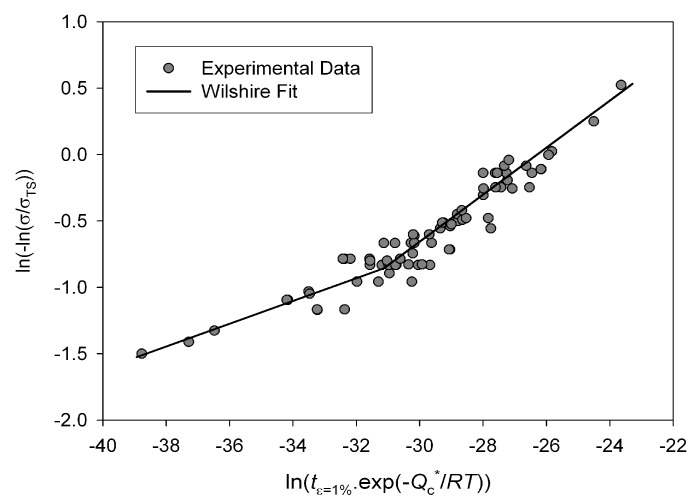 1.0
0.5
0.0
-0.5
-1.0
-1.5
-2.0
ln(-ln(σ/σTS))
Experimental Data
Wilshire Fit
-40 -38 -36 -34 -32 -30 -28 -26 -24 -22
ln(tε=1%.exp(-Qc*/RT))